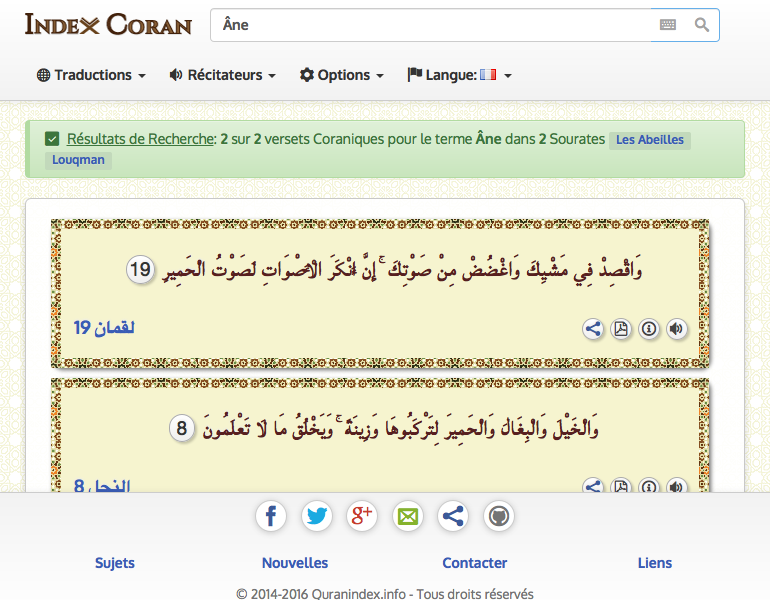 Index Coran
Âne
Traductions Récitateurs Options Langue:
Résultats de Recherche: 2 sur 2 versets Coraniques pour le terme Âne dans 2 Sourates Les Abeilles
Louqman
وَاقْصِدْ فِي مَشْيِكَ وَاغْضُضْ مِنْ صَوْتِكَ ۚ إِنَّ أَنْكَرَ الْأَصْوَاتِ لَصَوْتُ الْحَمِيرِ 19
لقمان 19
وَالْخَيْلَ وَالْبِغَالَ وَالْحَمِيرَ لِتَرْكَبُوهَا وَزِينَةً ۚ وَيَخْلُقُ مَا لَا تَعْلَمُونَ 8
النحل 8
Sujets Nouvelles Contacter Liens
© 2014-2016 Quranindex.info - Tous droits réservés